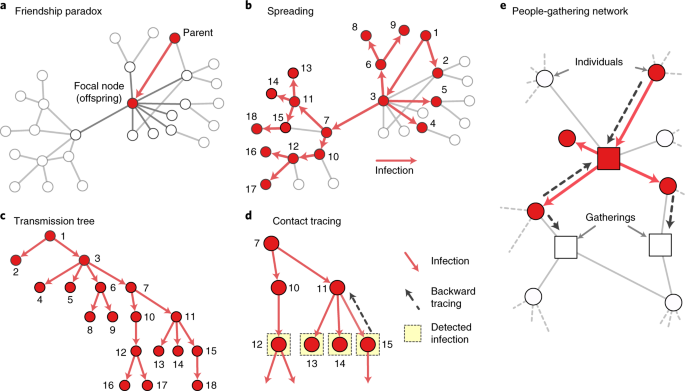 a Friendship paradox
Parent
Focal node
(offspring)
b Spreading
8
9
1
6
2
13
14
11
3
5
18
15
7
4
16
12
10
17
Infection
c Transmission tree
1
2
3
4
5
6
7
8
9
10
11
12
13
14
15
16
17
18
d Contact tracing
7
10
11
12
13
14
15
Infection
Backward
tracing
Detected
infection
e People-gathering network
Individuals
Gatherings